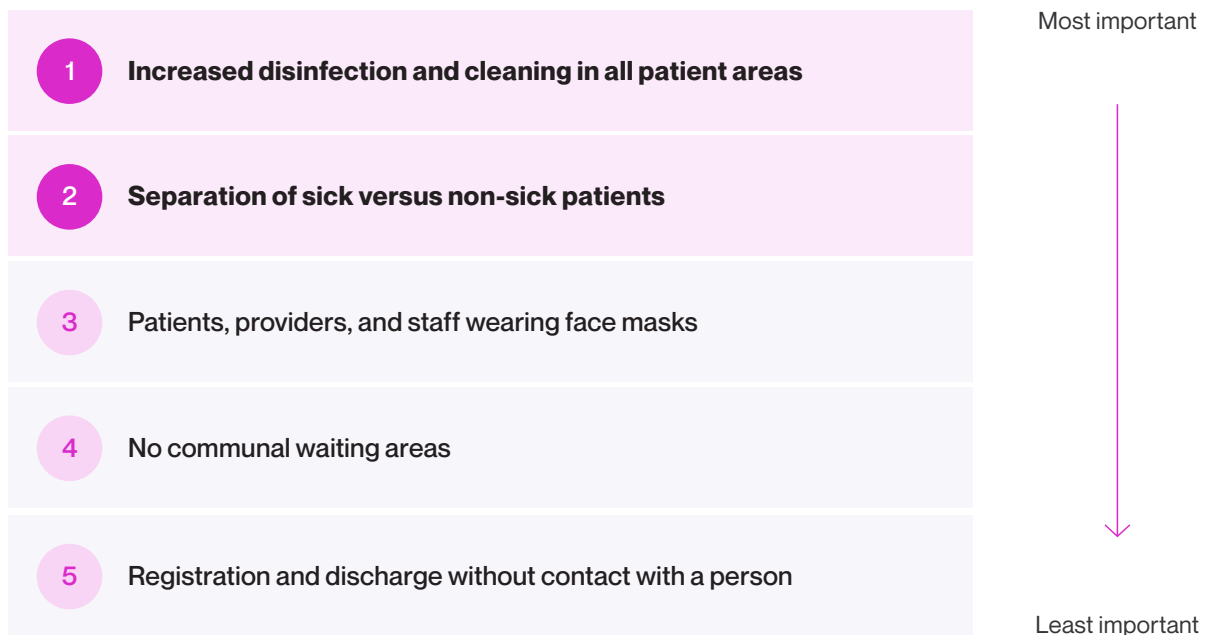 Most important
1
Increased disinfection and cleaning in all patient areas
2
Separation of sick versus non-sick patients
3
Patients, providers, and staff wearing face masks
4
No communal waiting areas
5
Registration and discharge without contact with a person
Least important